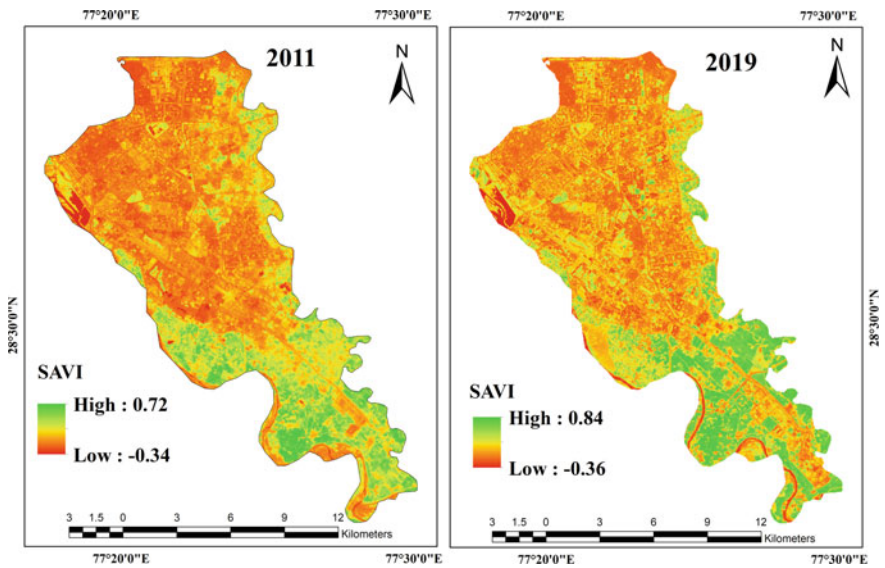 77°20'0"E 77°30'0"E
2011
N
28°30'0"N
SAVI
High : 0.72
Low : -0.34
3 1.5 0 3 6 9 12
Kilometers
77°20'0"E 77°30'0"E
77°20'0"E 77°30'0"E
2019
N
28°30'0"N
SAVI
High : 0.84
Low : -0.36
3 1.5 0 3 6 9 12
Kilometers
77°20'0"E 77°30'0"E